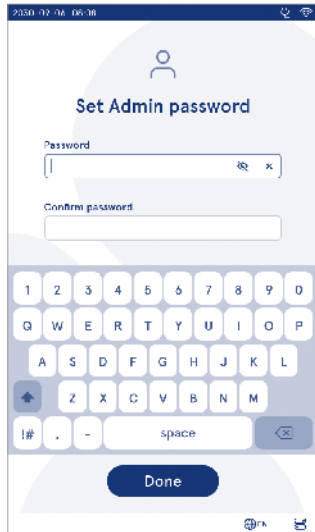 2030-02-06 08:08
Set Admin password
Password
Confirm password
1 2 3 4 5 6 7 8 9 0
Q W E R T Y U I O P
A S D F G H J K L
Z X C V B N M
!# . - space
Done
EN